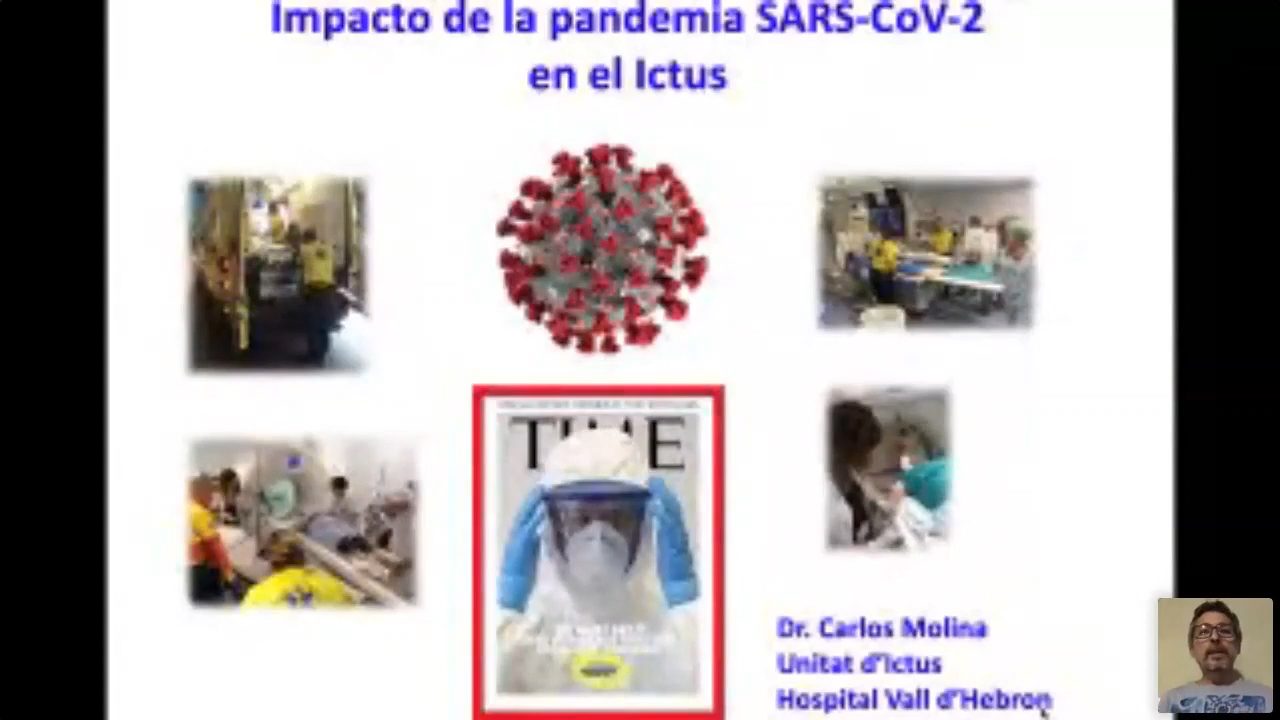 Impacto de la pandemia SARS-CoV-2
en el Ictus
TIME
Dr. Carlos Molina
Unitat d'Ictus
Hospital Vall d'Hebron